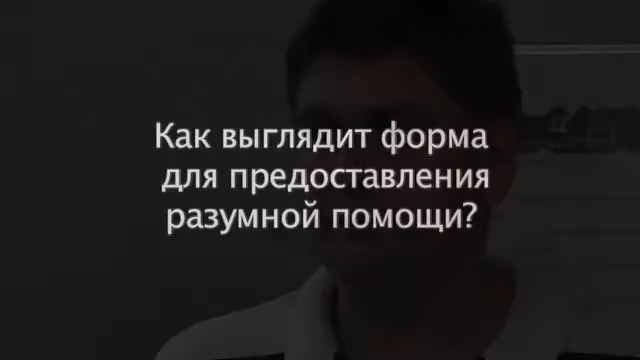 Как выглядит форма
для предоставления
разумной помощи?